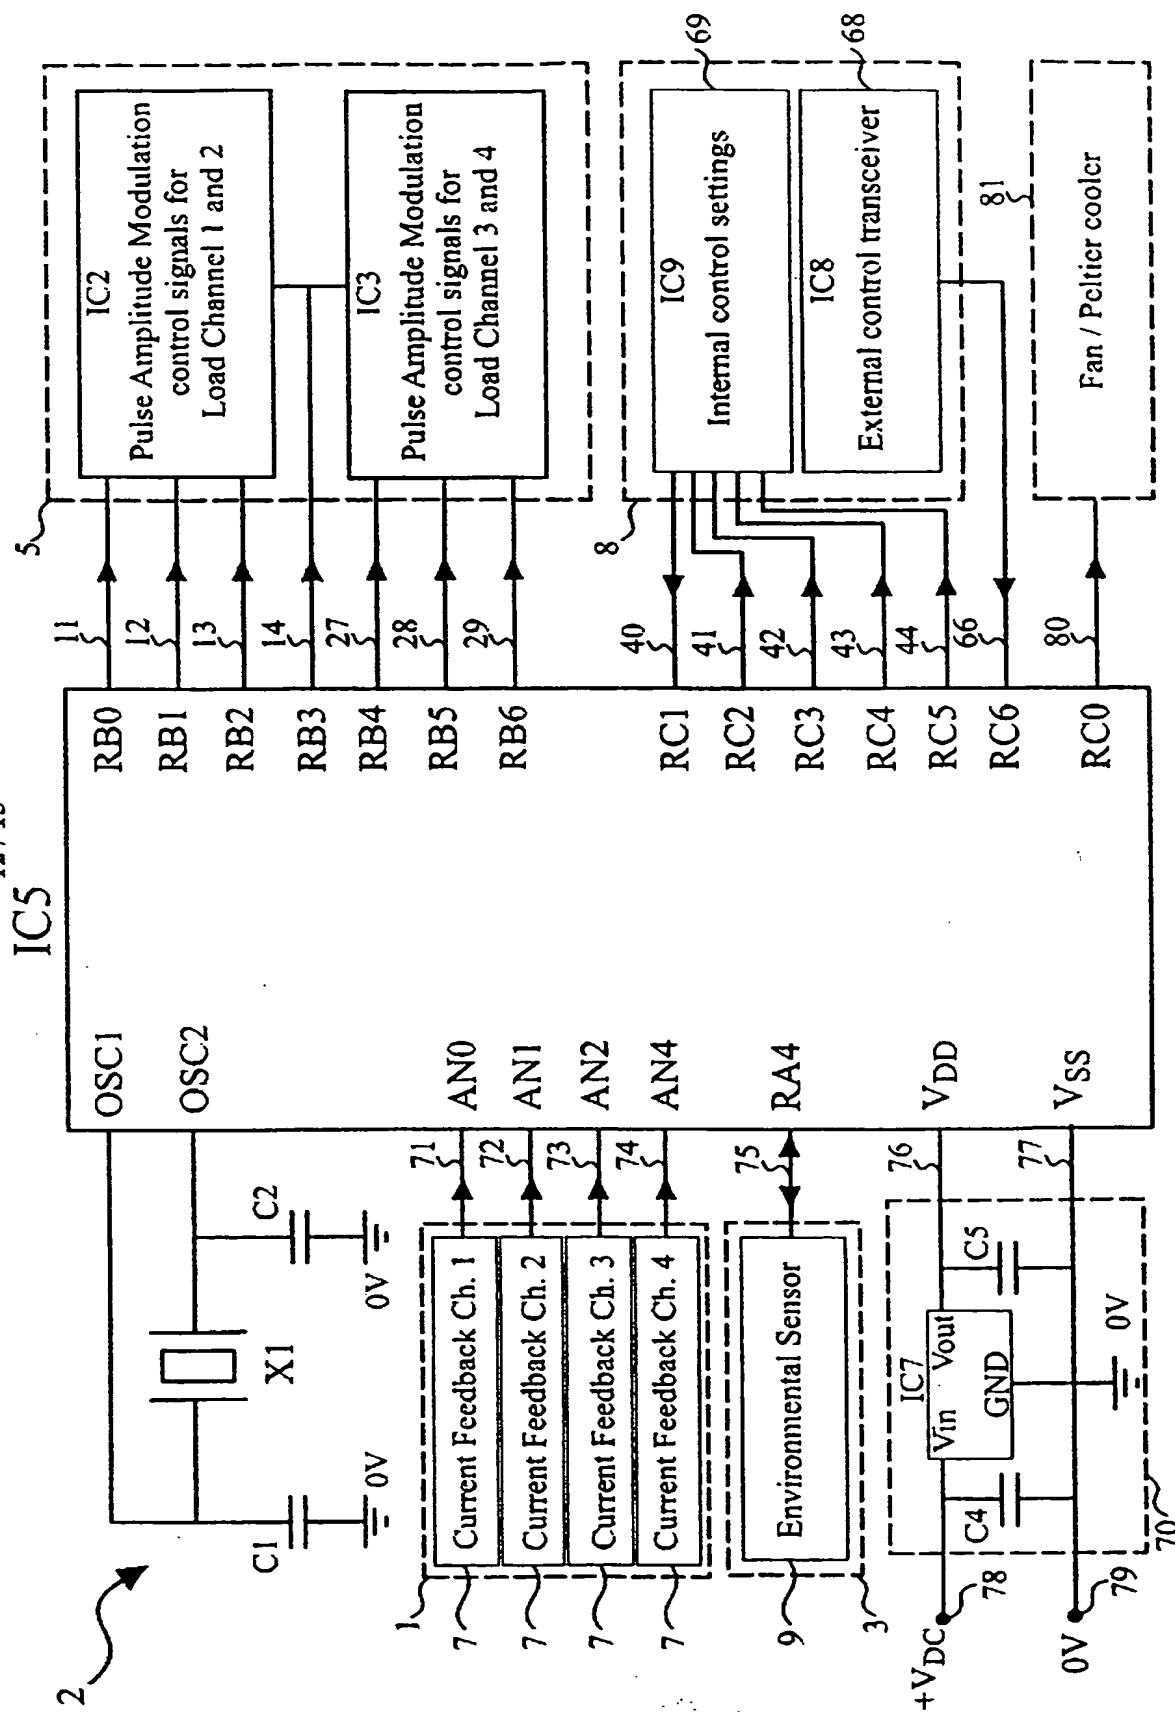 IC5
2
OSC1
OSC2
X1
C1
0V
C2
0V
1
7
Current Feedback Ch. 1
71
AN0
7
Current Feedback Ch. 2
72
AN1
7
Current Feedback Ch. 3
73
AN2
7
Current Feedback Ch. 4
74
AN4
9
Environmental Sensor
3
75
RA4
+VDC
78
0V
79
70
C4
IC7
Vin
Vout
GND
C5
0V
76
VDD
77
VSS
RB0
11
RB1
12
RB2
13
RB3
14
RB4
27
RB5
28
RB6
29
5
IC2
Pulse Amplitude Modulation
control signals for
Load Channel 1 and 2
IC3
Pulse Amplitude Modulation
control signals for
Load Channel 3 and 4
RC1
40
RC2
41
RC3
42
RC4
43
RC5
44
RC6
66
RC0
80
8
IC9
Internal control settings
69
IC8
External control transceiver
68
81
Fan / Peltier cooler